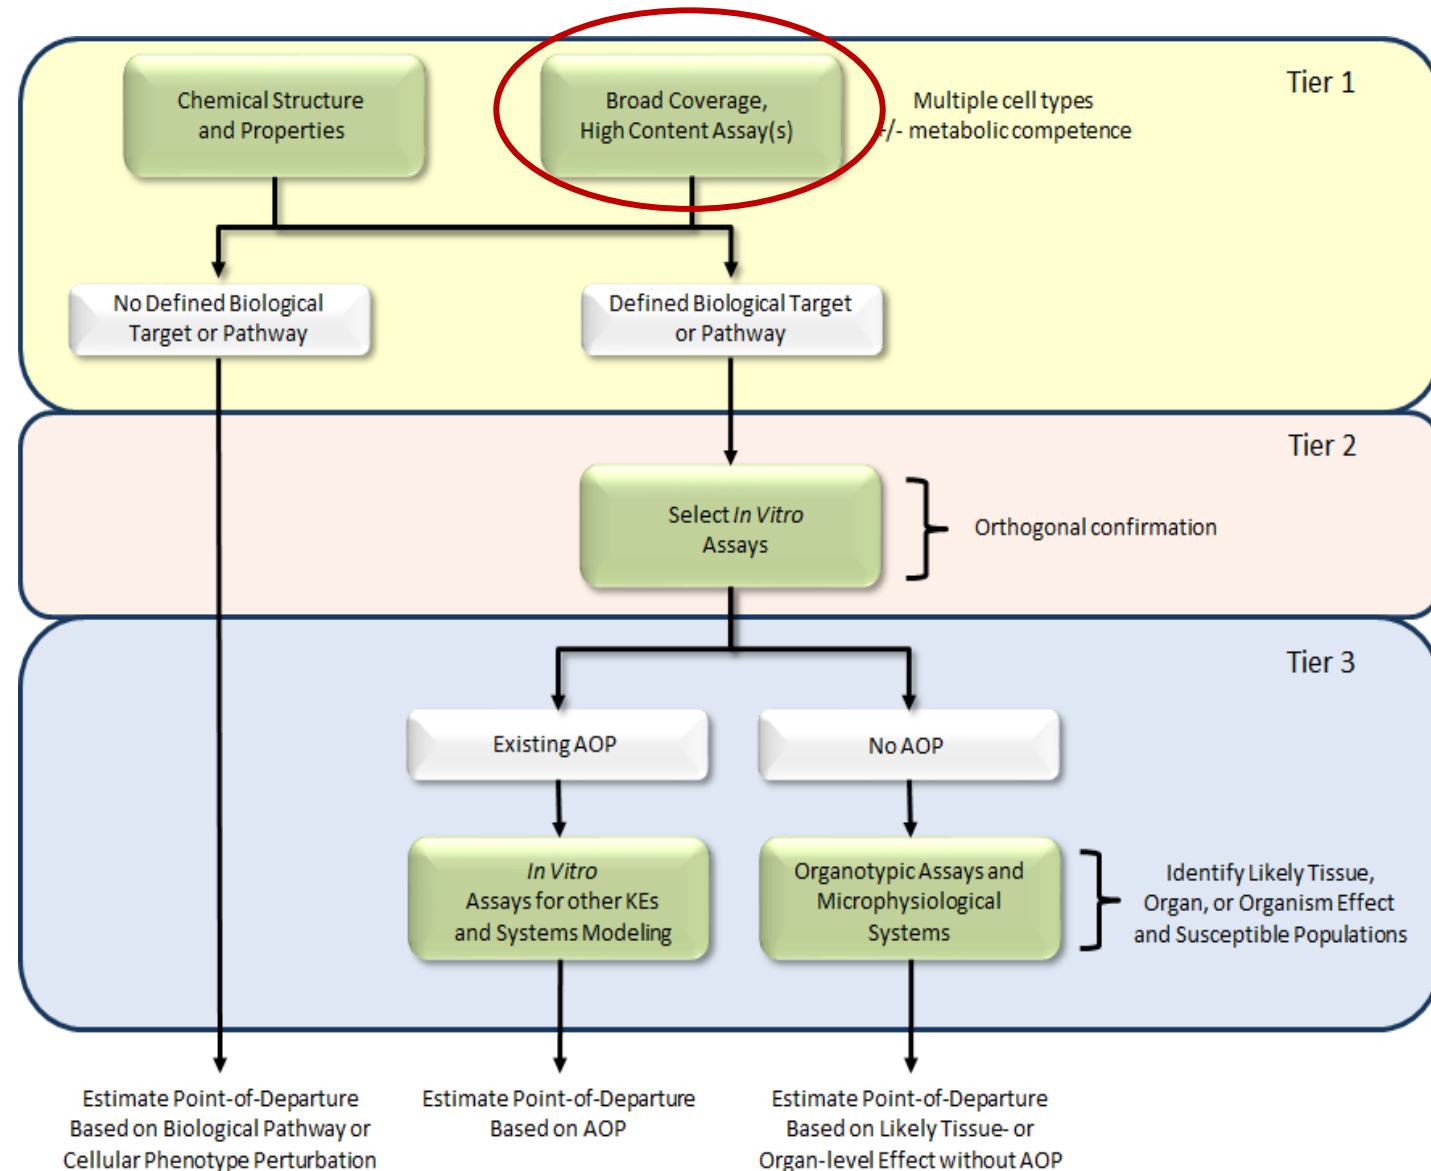 Tier 1
Chemical Structure
and Properties
Broad Coverage,
High Content Assay(s)
Multiple cell types
+/- metabolic competence
No Defined Biological
Target or Pathway
Defined Biological Target
or Pathway
Tier 2
Select In Vitro
Assays
Orthogonal confirmation
Tier 3
Existing AOP
No AOP
In Vitro
Assays for other KEs
and Systems Modeling
Organotypic Assays and
Microphysiological
Systems
Identify Likely Tissue,
Organ, or Organism Effect
and Susceptible Populations
Estimate Point-of-Departure
Based on Biological Pathway or
Cellular Phenotype Perturbation
Estimate Point-of-Departure
Based on AOP
Estimate Point-of-Departure
Based on Likely Tissue- or
Organ-level Effect without AOP